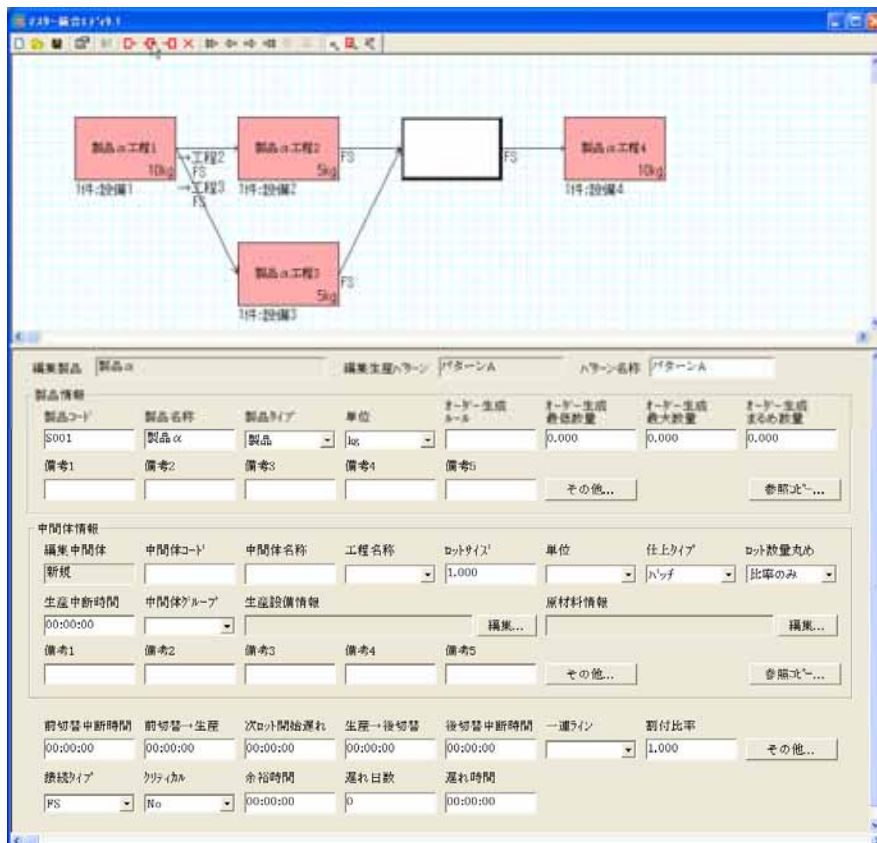 マスター統合エディタ.1
製品α工程1
10kg
1件:設備1
→工程2
FS
→工程3
FS
製品α工程2
5kg
FS
1件:設備2
FS
製品α工程4
10kg
1件:設備4
製品α工程3
5kg
FS
1件:設備3
編集製品 製品α 編集生産パターン パターンA パターン名称 パターンA
製品情報
製品コード 製品名称 製品タイプ 単位 オーダー生成ルール オーダー生成最低数量 オーダー生成最大数量 オーダー生成まるめ数量
S001 製品α 製品 kg 0.000 0.000 0.000
備考1 備考2 備考3 備考4 備考5
その他... 参照コピー...
中間体情報
編集中間体 中間体コード 中間体名称 工程名称 ロットサイズ 単位 仕上タイプ ロット数量丸め
新規 1.000 バッチ 比率のみ
生産中断時間 中間体グループ 生産設備情報 原材料情報
00:00:00 編集... 編集...
備考1 備考2 備考3 備考4 備考5
その他... 参照コピー...
前切替中断時間 前切替→生産 次ロット開始遅れ 生産→後切替 後切替中断時間 一連ライン 割付比率
00:00:00 00:00:00 00:00:00 00:00:00 00:00:00 1.000 その他...
接続タイプ クリティカル 余裕時間 遅れ日数 遅れ時間
FS No 00:00:00 0 00:00:00